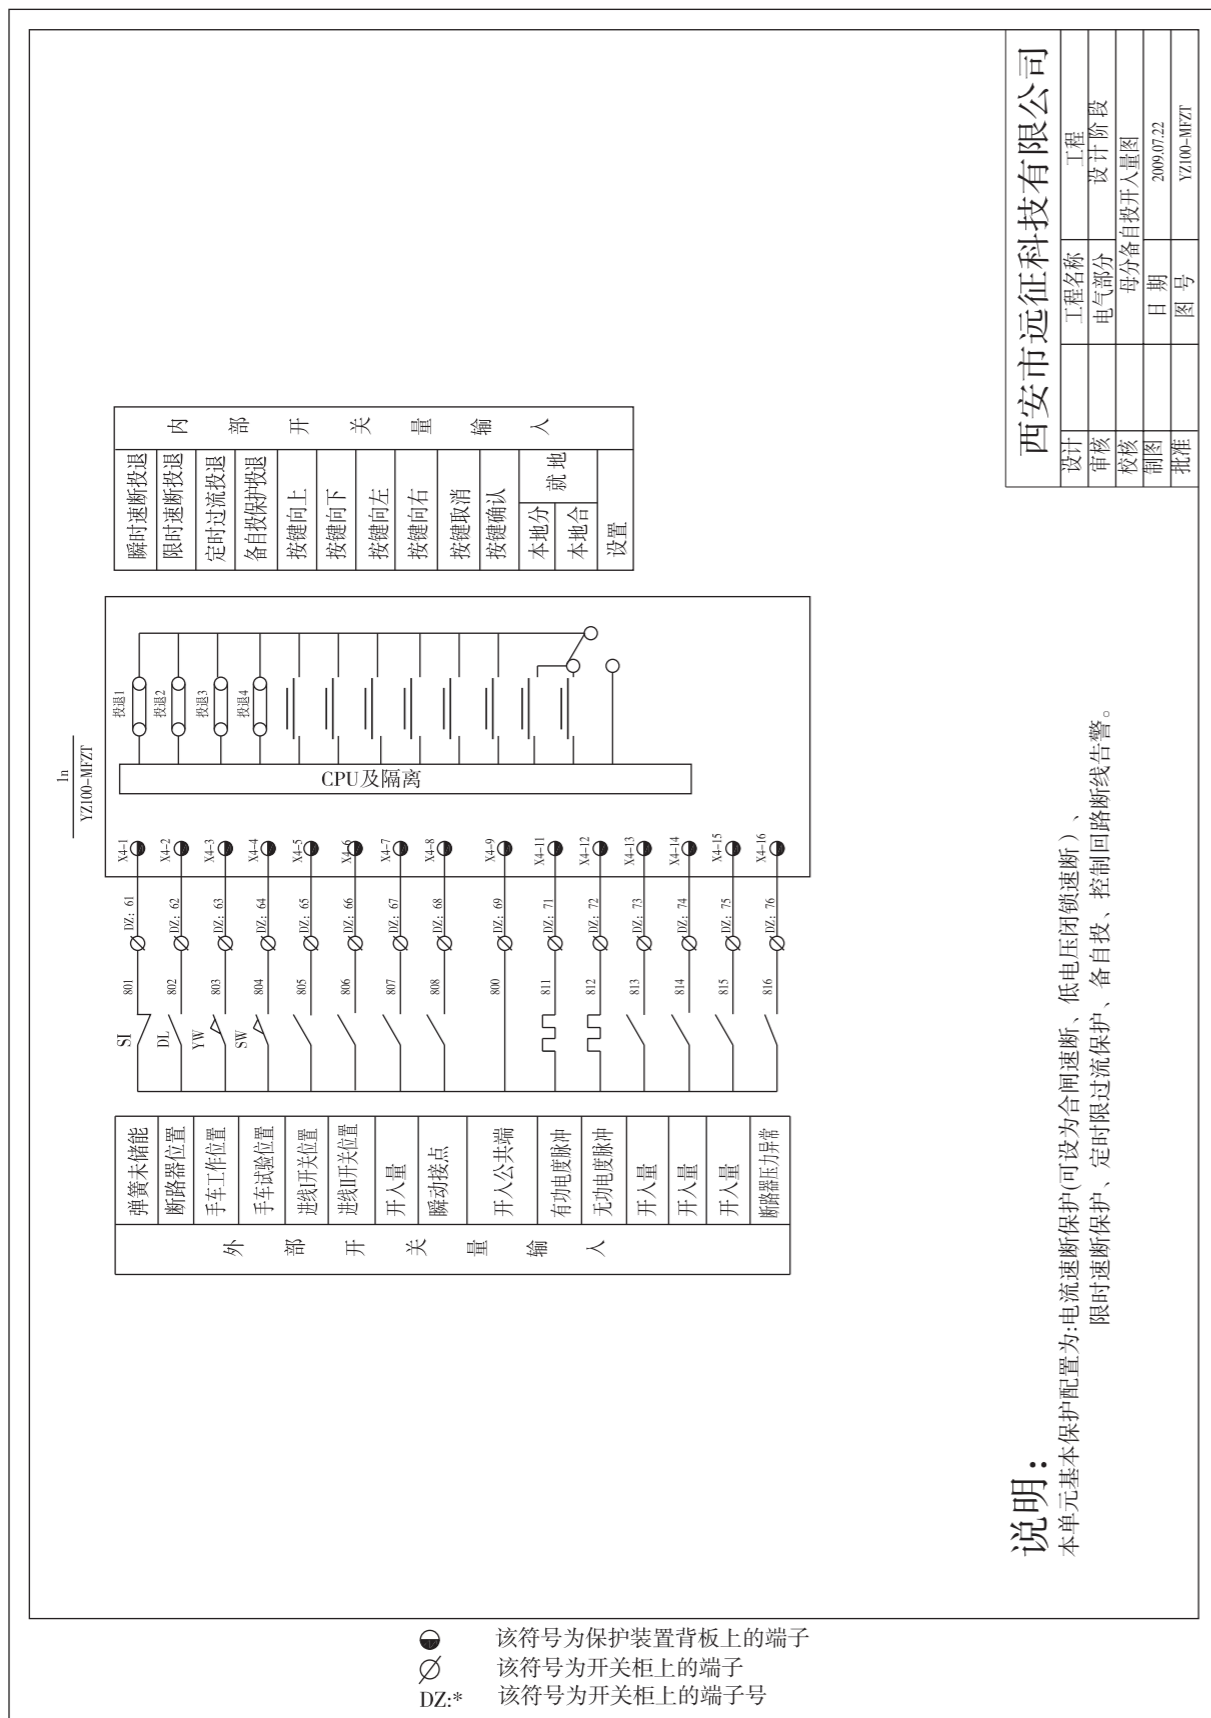 1n
YZ100-MFZT
外部开关量输入
弹簧未储能
断路器位置
手车工作位置
手车试验位置
进线I开关位置
进线II开关位置
开入量
瞬动接点
开入公共端
有功电度脉冲
无功电度脉冲
开入量
开入量
开入量
断路器压力异常
SI 801 DZ: 61 X4-1
DL 802 DZ: 62 X4-2
YW 803 DZ: 63 X4-3
SW 804 DZ: 64 X4-4
805 DZ: 65 X4-5
806 DZ: 66 X4-6
807 DZ: 67 X4-7
808 DZ: 68 X4-8
800 DZ: 69 X4-9
811 DZ: 71 X4-11
812 DZ: 72 X4-12
813 DZ: 73 X4-13
814 DZ: 74 X4-14
815 DZ: 75 X4-15
816 DZ: 76 X4-16
CPU及隔离
投退1
投退2
投退3
投退4
瞬时速断投退
限时速断投退
定时过流投退
备自投保护投退
按键向上
按键向下
按键向左
按键向右
按键取消
按键确认
本地分
本地合
就地
设置
内部开关量输入
说明：
本单元基本保护配置为:电流速断保护(可设为合闸速断、低电压闭锁速断）、
限时速断保护、定时限过流保护、备自投、控制回路断线告警。
西安市远征科技有限公司
设计 工程名称 工程
审核 电气部分 设计阶段
校核 母分备自投开入量图
制图 日 期 2009.07.22
批准 图 号 YZ100-MFZT
该符号为保护装置背板上的端子
该符号为开关柜上的端子
DZ:* 该符号为开关柜上的端子号